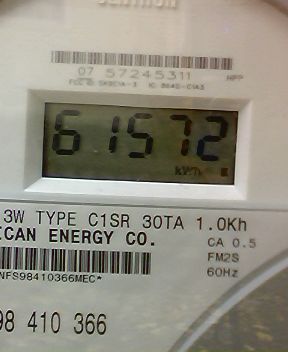 07 57245311 HPP
61572
kWh
3W TYPE C1SR 30TA 1.0Kh
ICAN ENERGY CO.
CA 0.5
FM2S
60Hz
NFS98410366MEC*
98 410 366